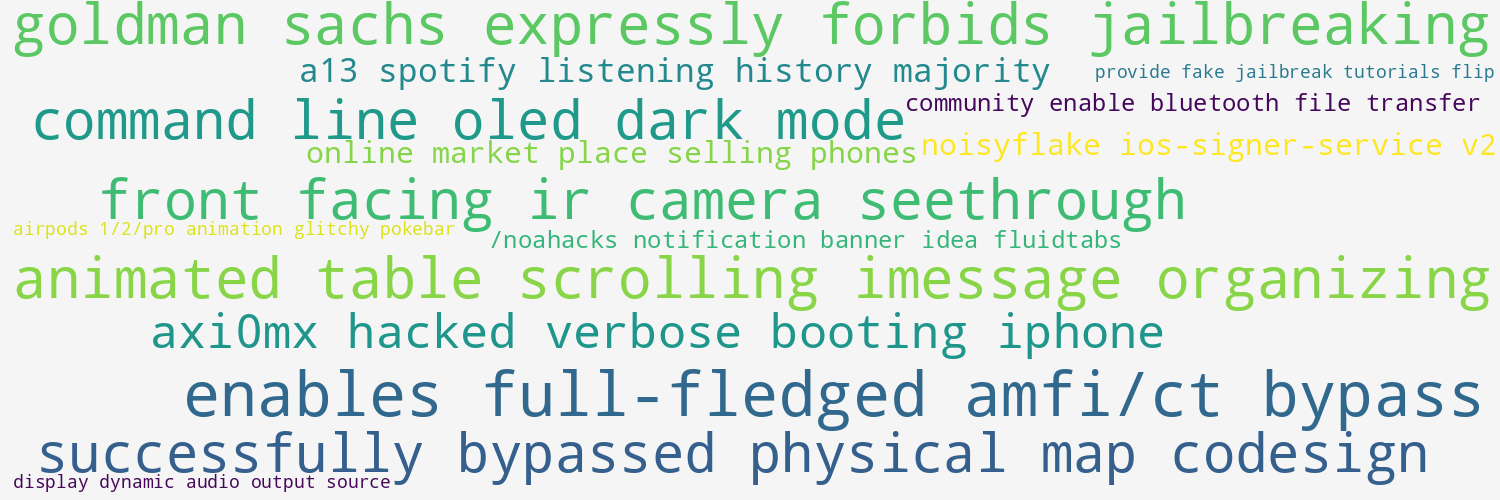 goldman sachs expressly forbids jailbreaking
a13 spotify listening history majority
provide fake jailbreak tutorials flip
command line oled dark mode
community enable bluetooth file transfer
online market place selling phones
noisyflake ios-signer-service v2
front facing ir camera seethrough
airpods 1/2/pro animation glitchy pokebar
/noahacks notification banner idea fluidtabs
animated table scrolling imessage organizing
axi0mx hacked verbose booting iphone
enables full-fledged amfi/ct bypass
successfully bypassed physical map codesign
display dynamic audio output source